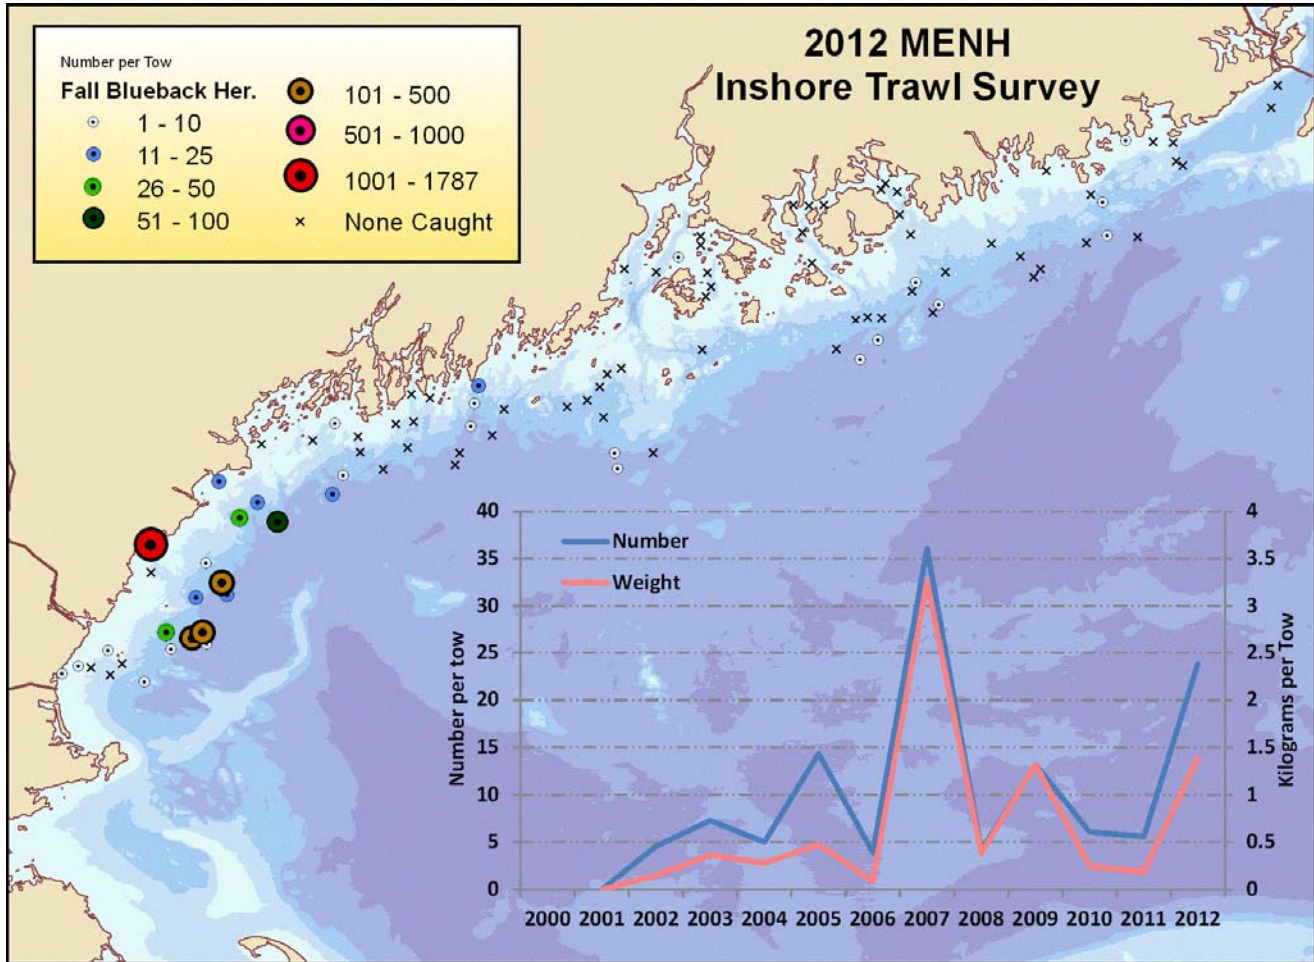 2012 MENH
Inshore Trawl Survey
Number per Tow
Fall Blueback Her.
1 - 10
11 - 25
26 - 50
51 - 100
101 - 500
501 - 1000
1001 - 1787
None Caught
Number
Weight
Number per tow
40
35
30
25
20
15
10
5
0
Kilograms per Tow
4
3.5
3
2.5
2
1.5
1
0.5
0
2000 2001 2002 2003 2004 2005 2006 2007 2008 2009 2010 2011 2012